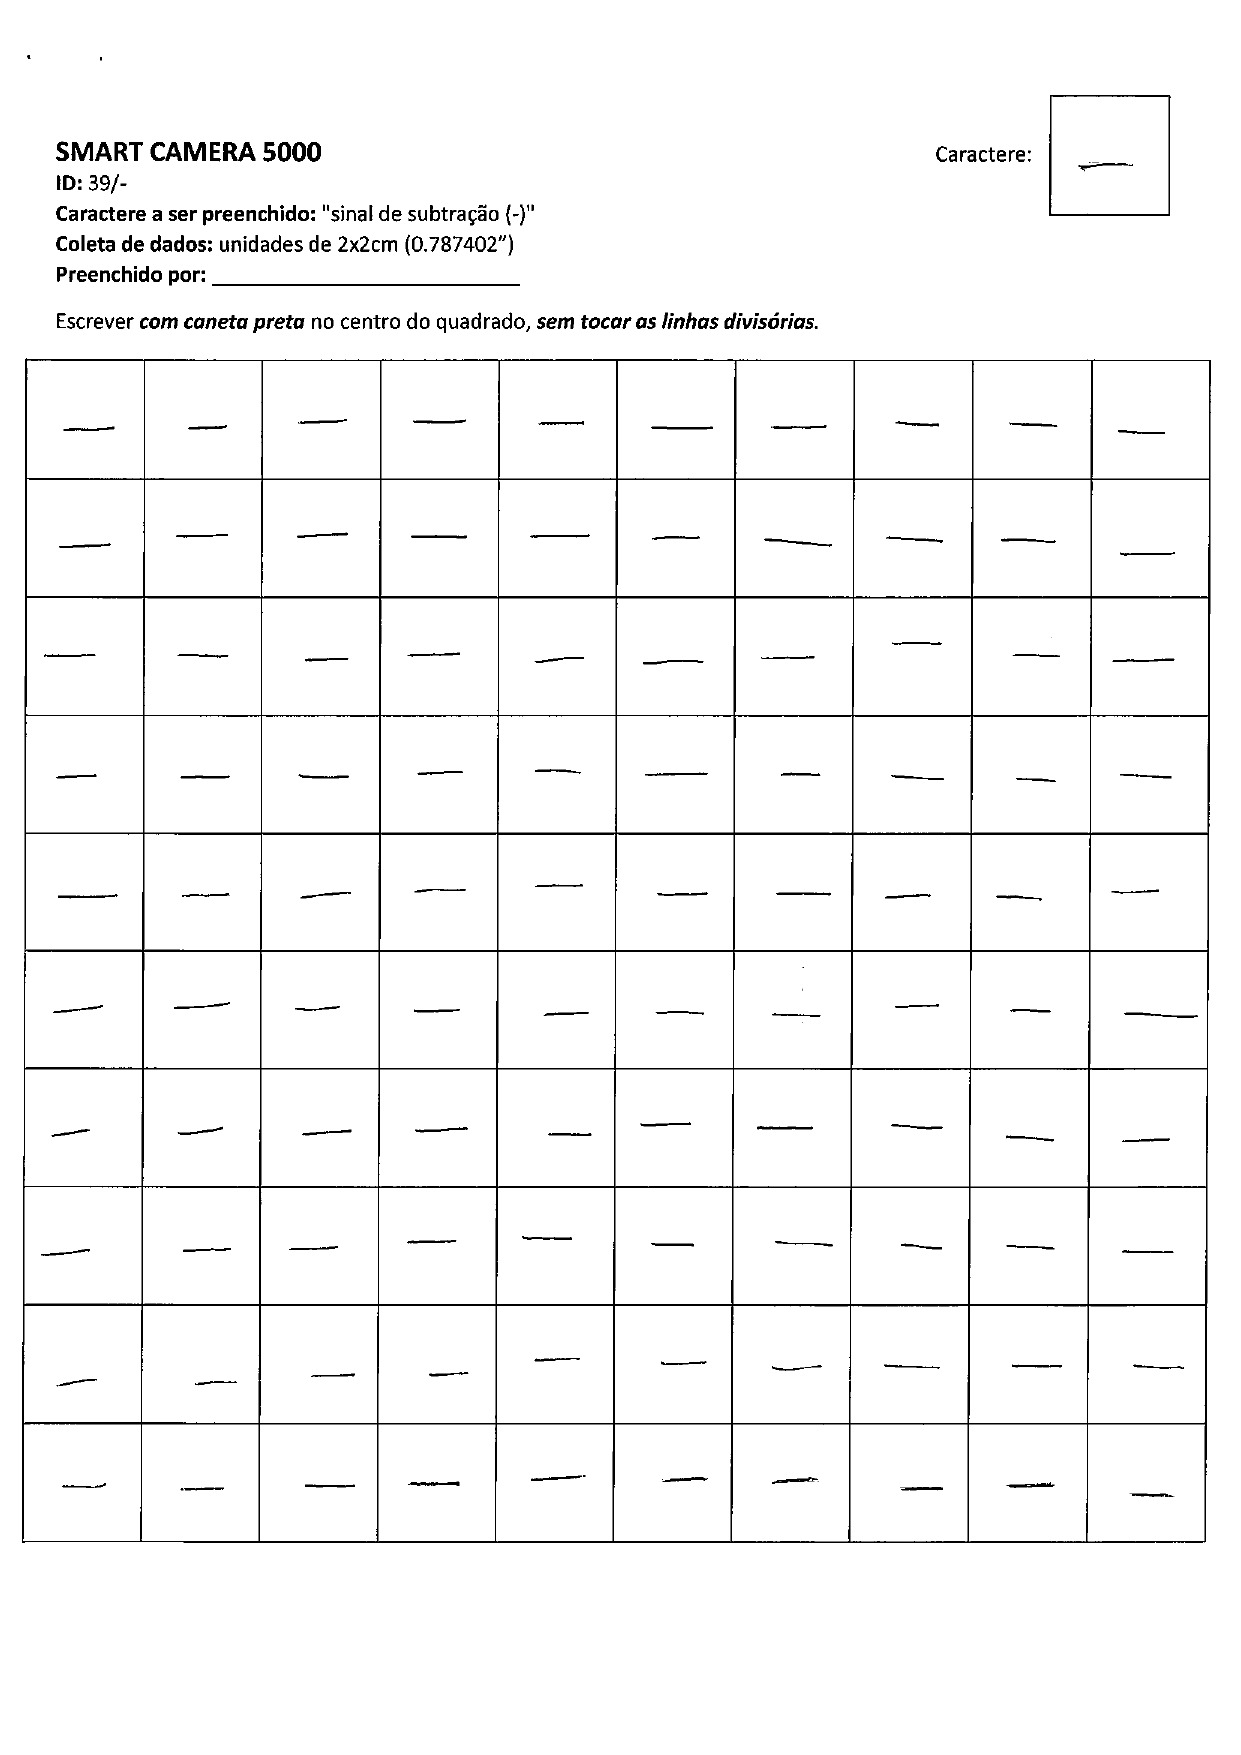 SMART CAMERA 5000
Caractere: —
ID: 39/-
Caractere a ser preenchido: "sinal de subtração (-)"
Coleta de dados: unidades de 2x2cm (0.787402”)
Preenchido por: ___________________________
Escrever com caneta preta no centro do quadrado, sem tocar as linhas divisórias.
— — — — — — — — — —
— — — — — — — — — —
— — — — — — — — — —
— — — — — — — — — —
— — — — — — — — — —
— — — — — — — — — —
— — — — — — — — — —
— — — — — — — — — —
— — — — — — — — — —
— — — — — — — — — —